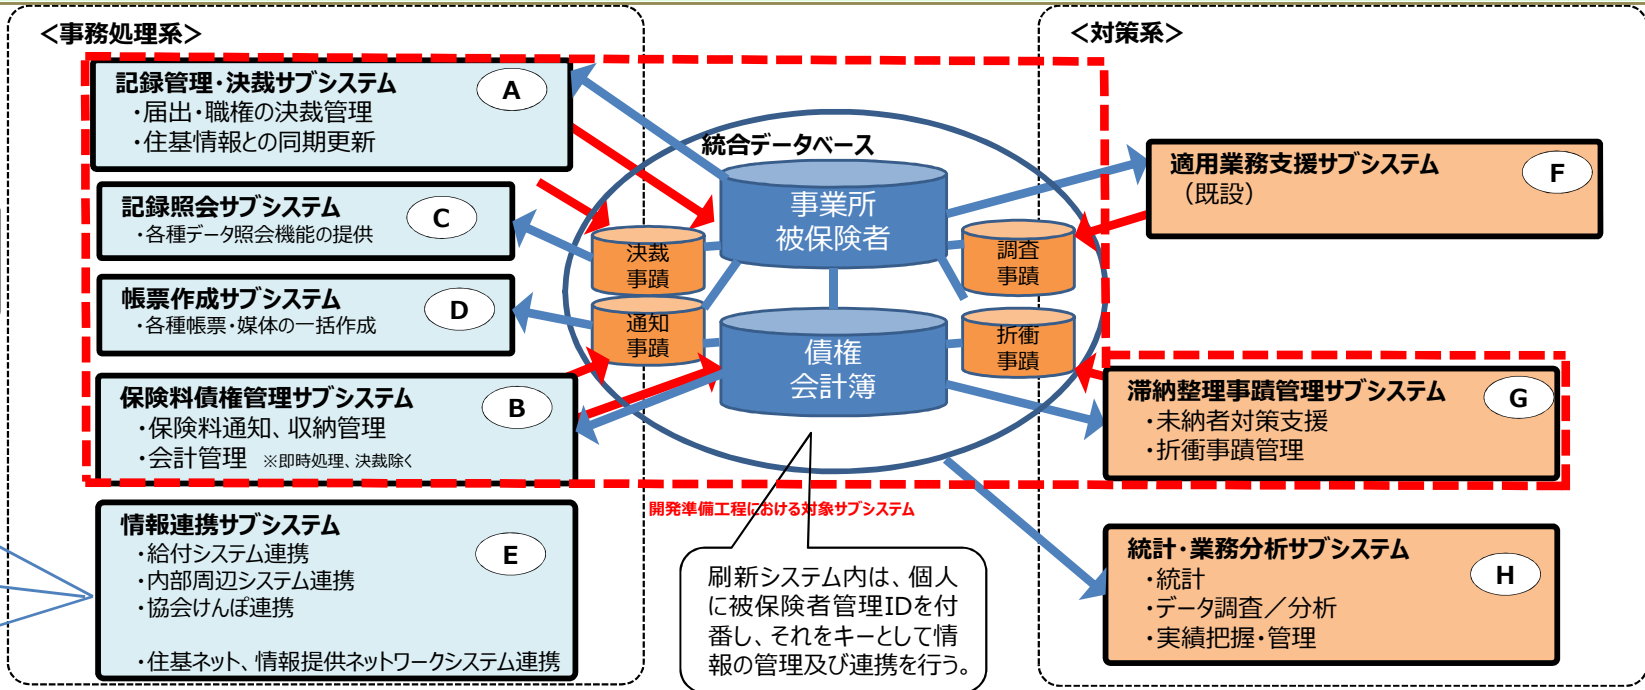 ＜事務処理系＞
記録管理・決裁サブシステム
・届出・職権の決裁管理
・住基情報との同期更新
A
記録照会サブシステム
・各種データ照会機能の提供
C
帳票作成サブシステム
・各種帳票・媒体の一括作成
D
保険料債権管理サブシステム
・保険料通知、収納管理
・会計管理 ※即時処理、決裁除く
B
情報連携サブシステム
・給付システム連携
・内部周辺システム連携
・協会けんぽ連携
・住基ネット、情報提供ネットワークシステム連携
E
統合データベース
事業所
被保険者
決裁
事蹟
通知
事蹟
調査
事蹟
折衝
事蹟
債権
会計簿
開発準備工程における対象サブシステム
刷新システム内は、個人
に被保険者管理IDを付
番し、それをキーとして情
報の管理及び連携を行う。
＜対策系＞
適用業務支援サブシステム
（既設）
F
滞納整理事蹟管理サブシステム
・未納者対策支援
・折衝事蹟管理
G
統計・業務分析サブシステム
・統計
・データ調査／分析
・実績把握・管理
H